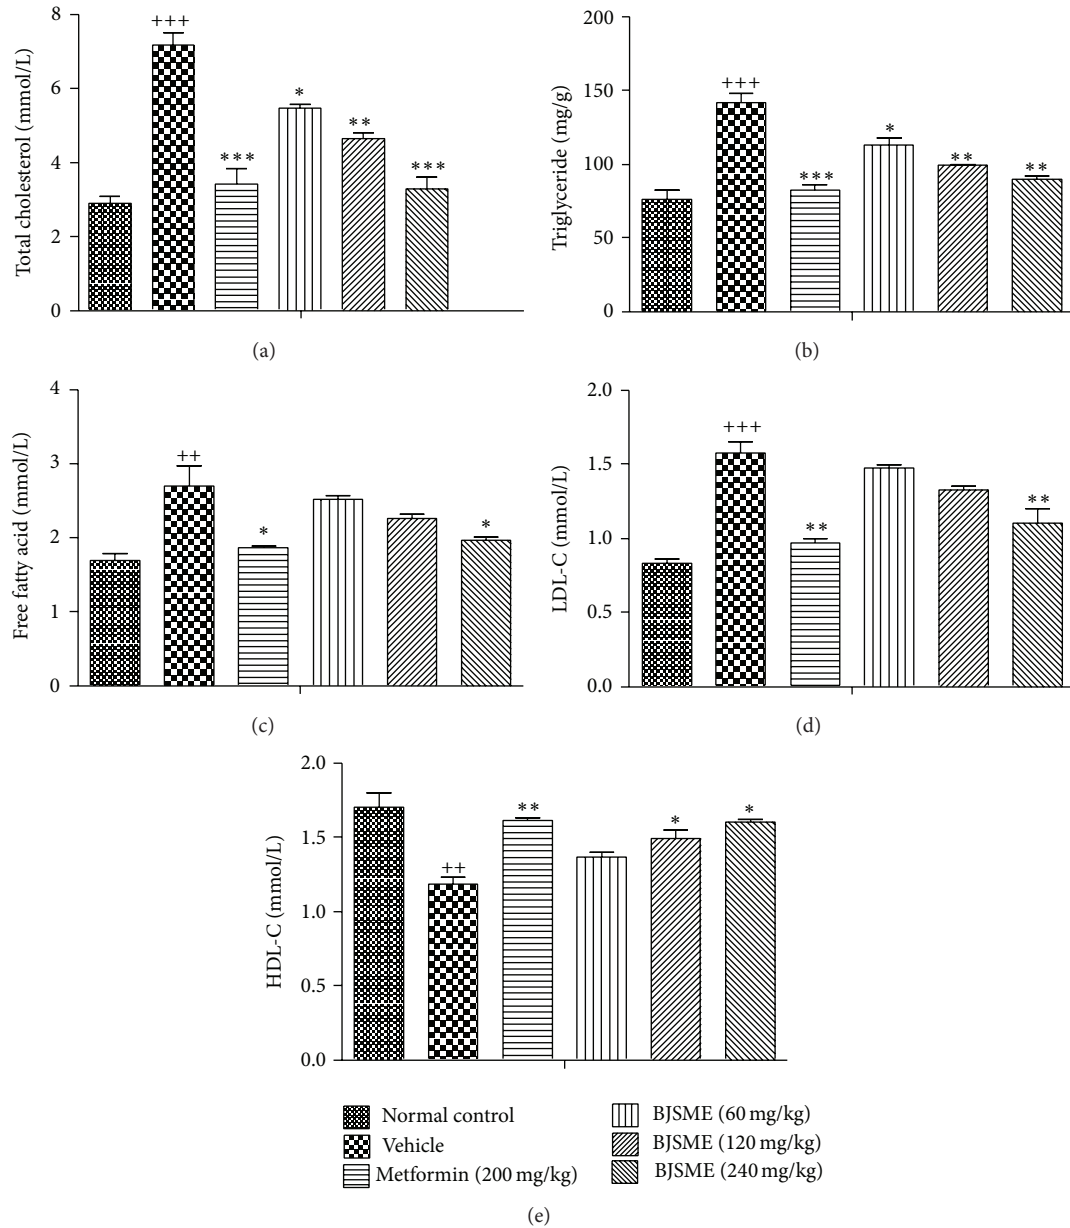 8
6
4
2
0
Total cholesterol (mmol/L)
+++
***
*
**
***
(a)
200
150
100
50
0
Triglyceride (mg/g)
+++
***
*
**
**
(b)
4
3
2
1
0
Free fatty acid (mmol/L)
++
*
*
(c)
2.0
1.5
1.0
0.5
0.0
LDL-C (mmol/L)
+++
**
**
(d)
2.0
1.5
1.0
0.5
0.0
HDL-C (mmol/L)
++
**
*
*
Normal control
Vehicle
Metformin (200 mg/kg)
BJSME (60 mg/kg)
BJSME (120 mg/kg)
BJSME (240 mg/kg)
(e)